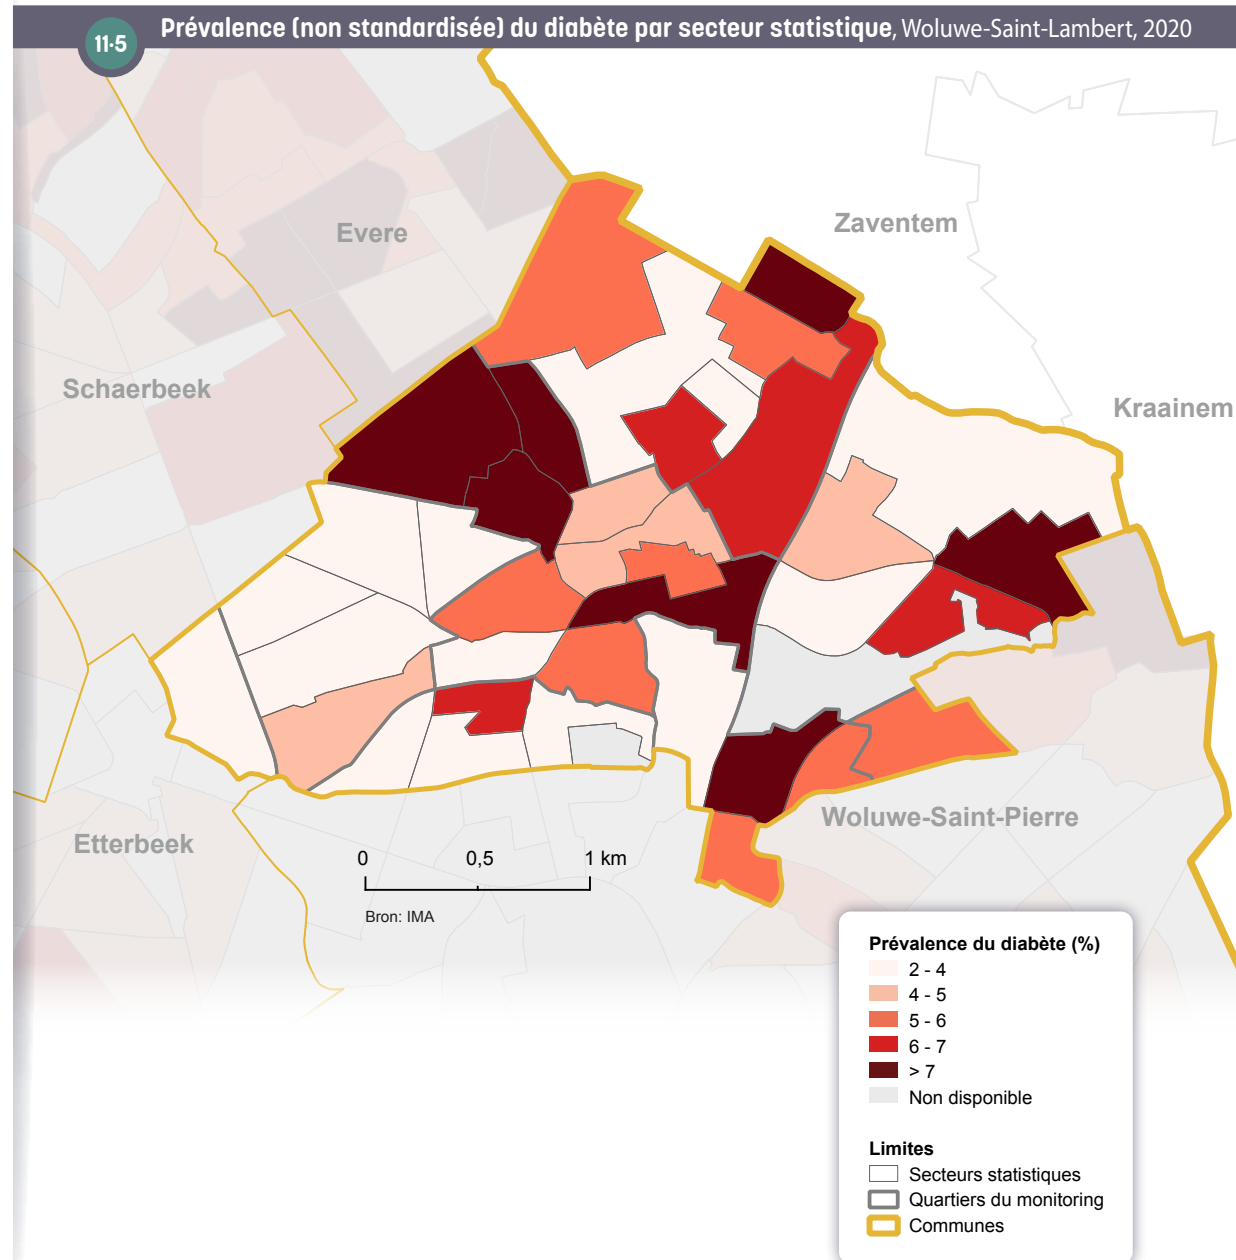 11·5
Prévalence (non standardisée) du diabète par secteur statistique, Woluwe-Saint-Lambert, 2020
Evere
Zaventem
Schaerbeek
Kraainem
Etterbeek
Woluwe-Saint-Pierre
0 0,5 1 km
Bron: IMA
Prévalence du diabète (%)
2 - 4
4 - 5
5 - 6
6 - 7
> 7
Non disponible
Limites
Secteurs statistiques
Quartiers du monitoring
Communes